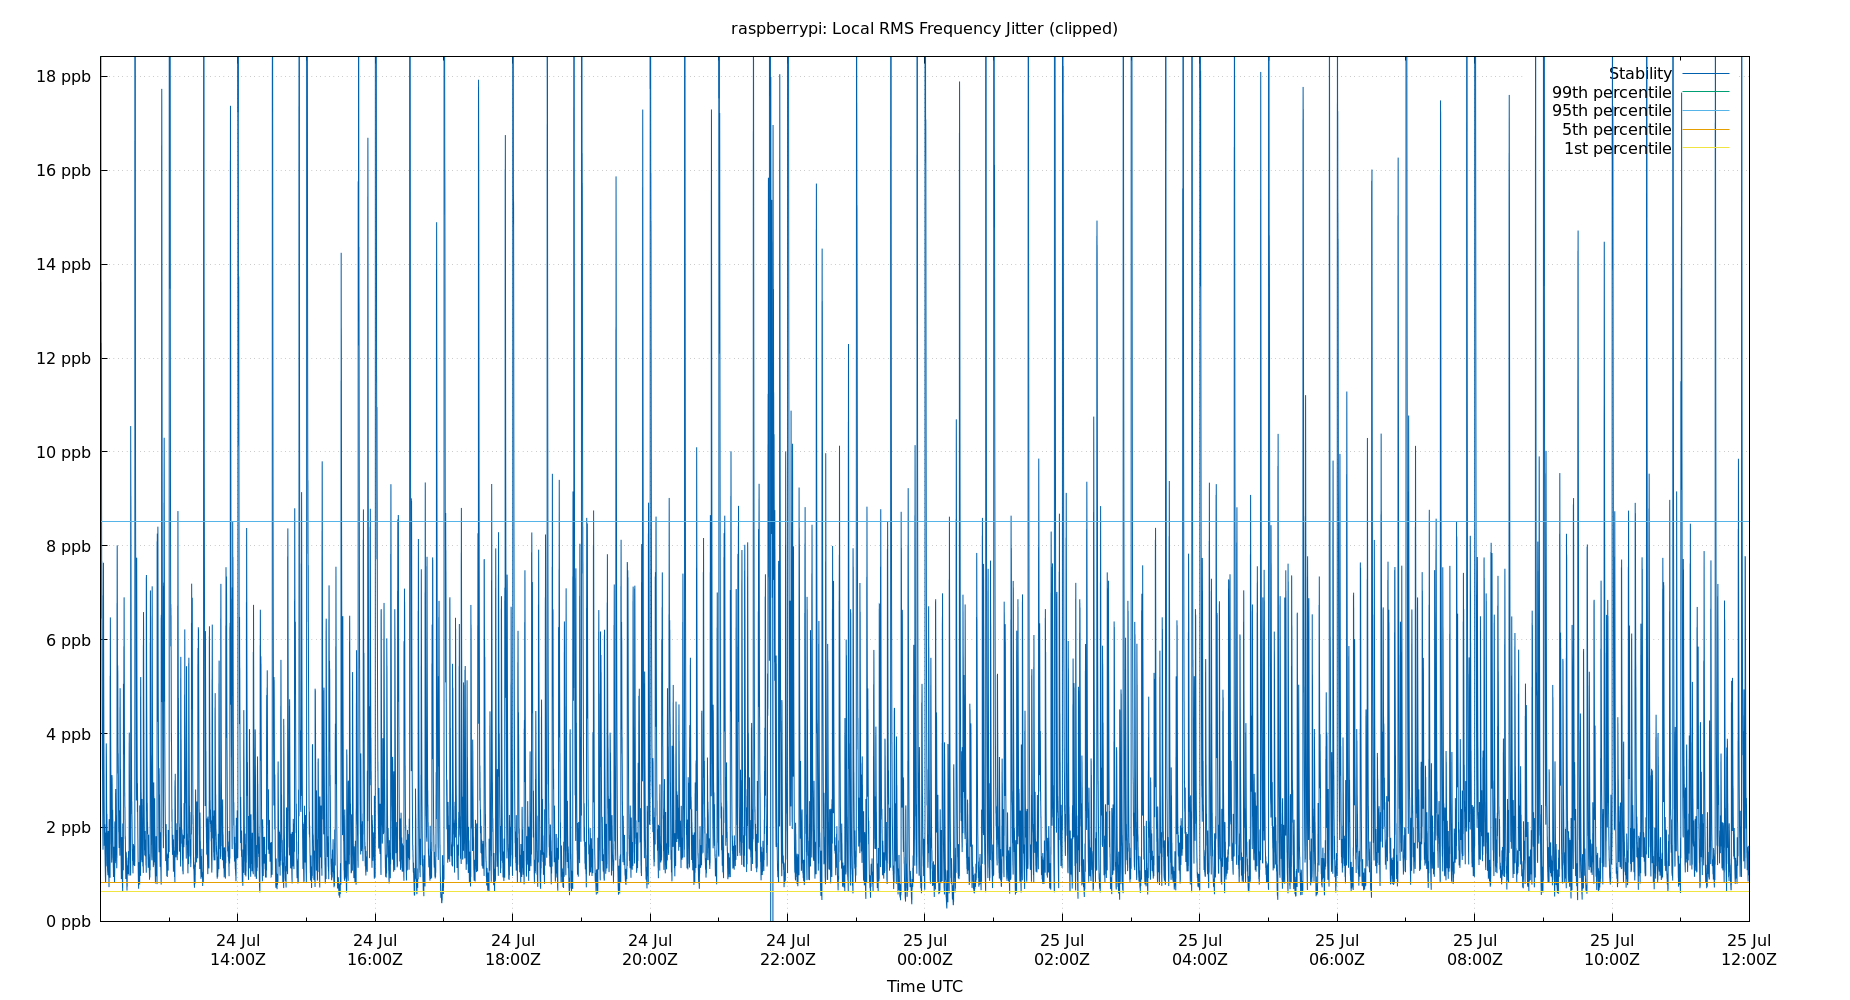 raspberrypi: Local RMS Frequency Jitter (clipped)
18 ppb
16 ppb
14 ppb
12 ppb
10 ppb
8 ppb
6 ppb
4 ppb
2 ppb
0 ppb
Stability
99th percentile
95th percentile
5th percentile
1st percentile
24 Jul 24 Jul 24 Jul 24 Jul 24 Jul 25 Jul 25 Jul 25 Jul 25 Jul 25 Jul 25 Jul 25 Jul
14:00Z 16:00Z 18:00Z 20:00Z 22:00Z 00:00Z 02:00Z 04:00Z 06:00Z 08:00Z 10:00Z 12:00Z
Time UTC